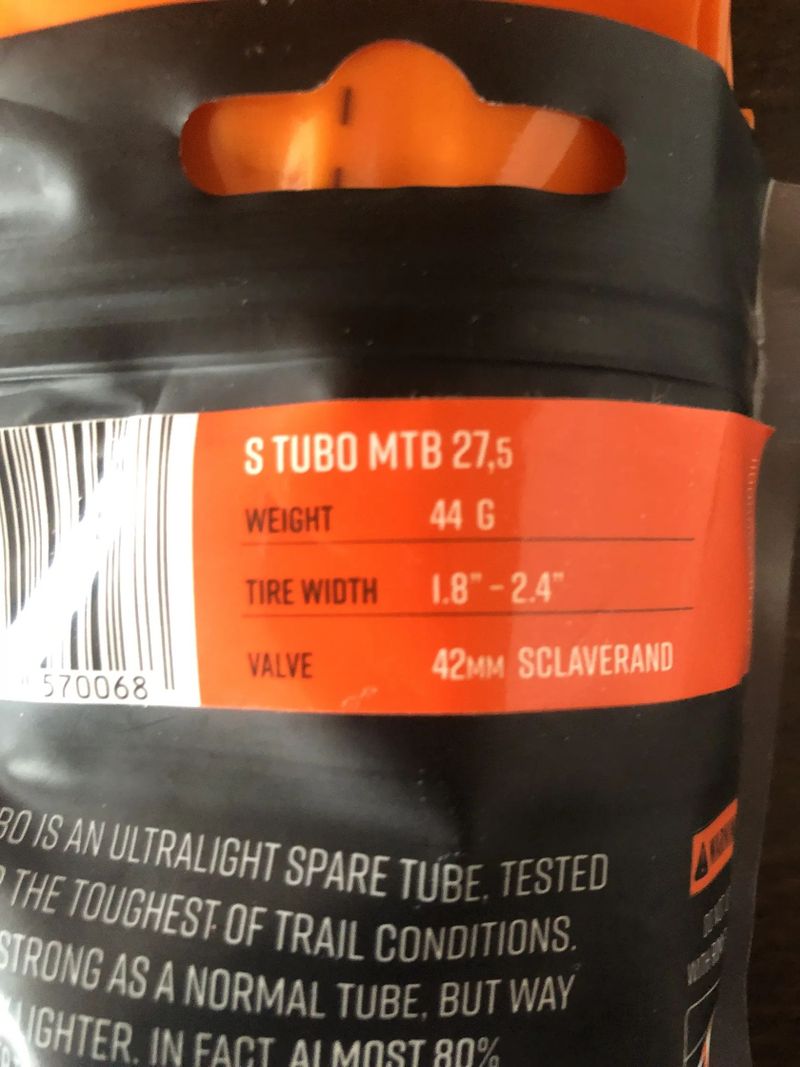 S TUBO MTB 27,5
WEIGHT 44 G
TIRE WIDTH 1.8" - 2.4"
VALVE 42MM SCLAVERAND
570068
BO IS AN ULTRALIGHT SPARE TUBE. TESTED
THE TOUGHEST OF TRAIL CONDITIONS.
STRONG AS A NORMAL TUBE, BUT WAY
LIGHTER. IN FACT ALMOST 80%